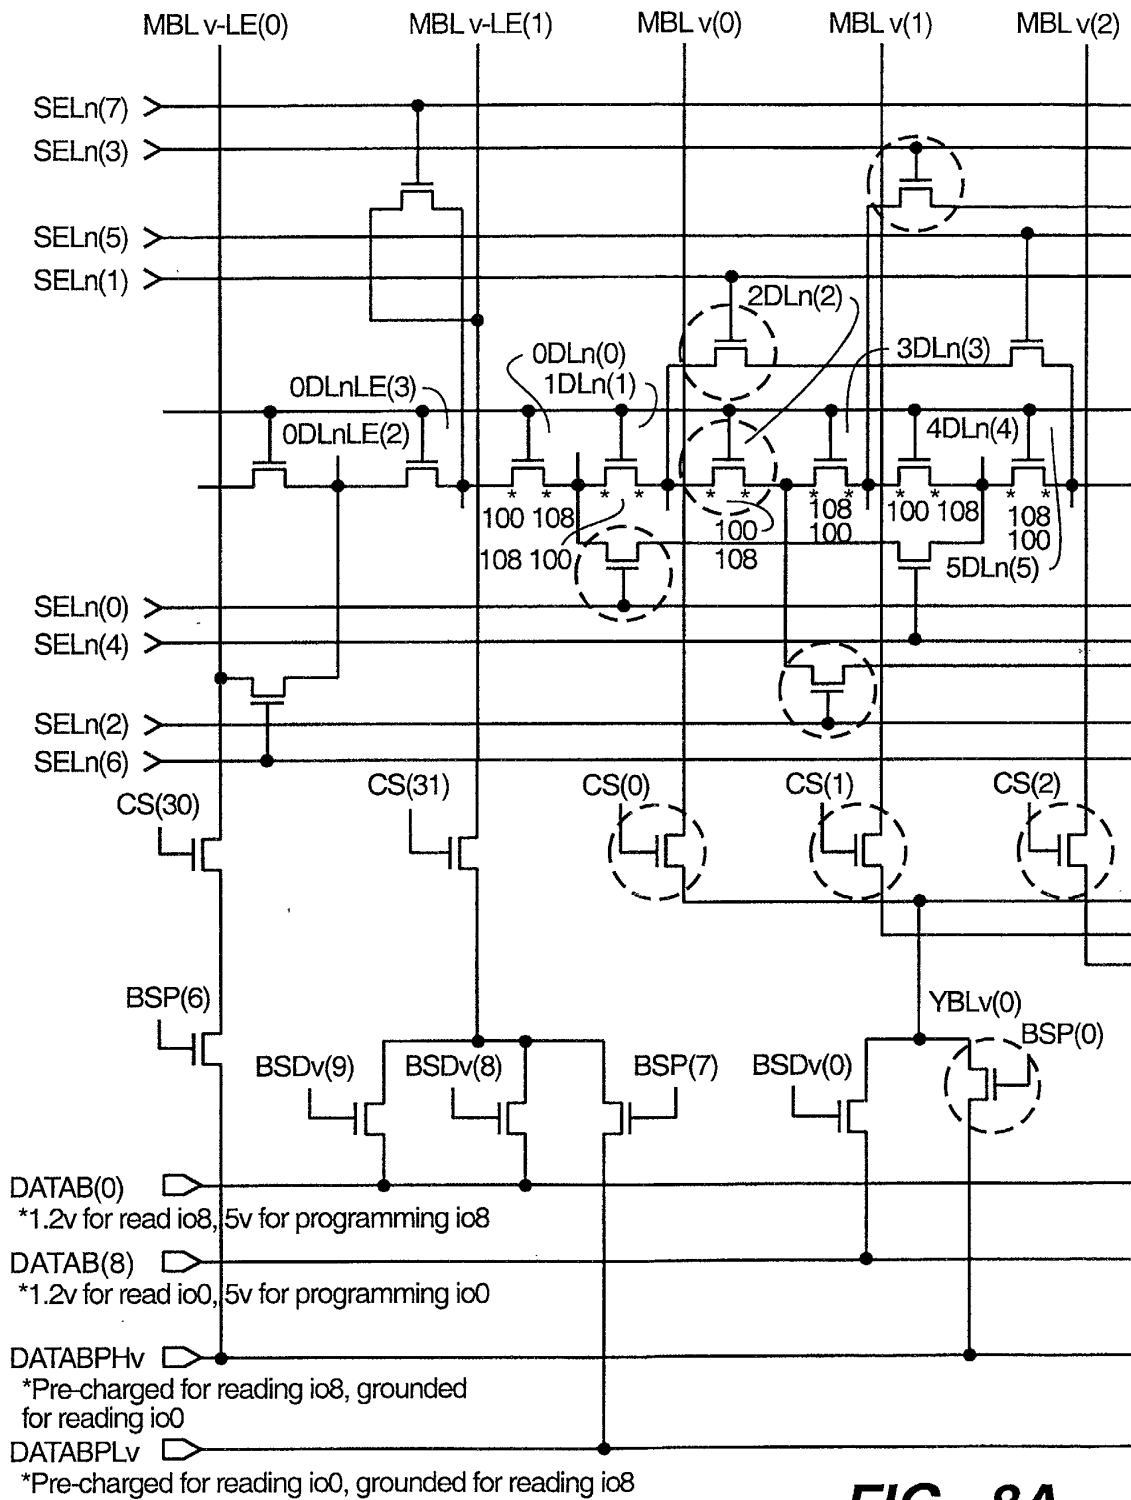 MBL v-LE(0)
MBL v-LE(1)
MBL v(0)
MBL v(1)
MBL v(2)
SELn(7)
SELn(3)
SELn(5)
SELn(1)
2DLn(2)
0DLn(0)
3DLn(3)
1DLn(1)
0DLnLE(3)
0DLnLE(2)
4DLn(4)
* * * * * * * * * * * *
100 108
108 100
100
108
108
100
100 108
108
100
5DLn(5)
SELn(0)
SELn(4)
SELn(2)
SELn(6)
CS(30)
CS(31)
CS(0)
CS(1)
CS(2)
BSP(6)
YBLv(0)
BSP(0)
BSDv(9)
BSDv(8)
BSP(7)
BSDv(0)
DATAB(0)
*1.2v for read io8, 5v for programming io8
DATAB(8)
*1.2v for read io0, 5v for programming io0
DATABPHv
*Pre-charged for reading io8, grounded
for reading io0
DATABPLv
*Pre-charged for reading io0, grounded for reading io8
FIG._8A